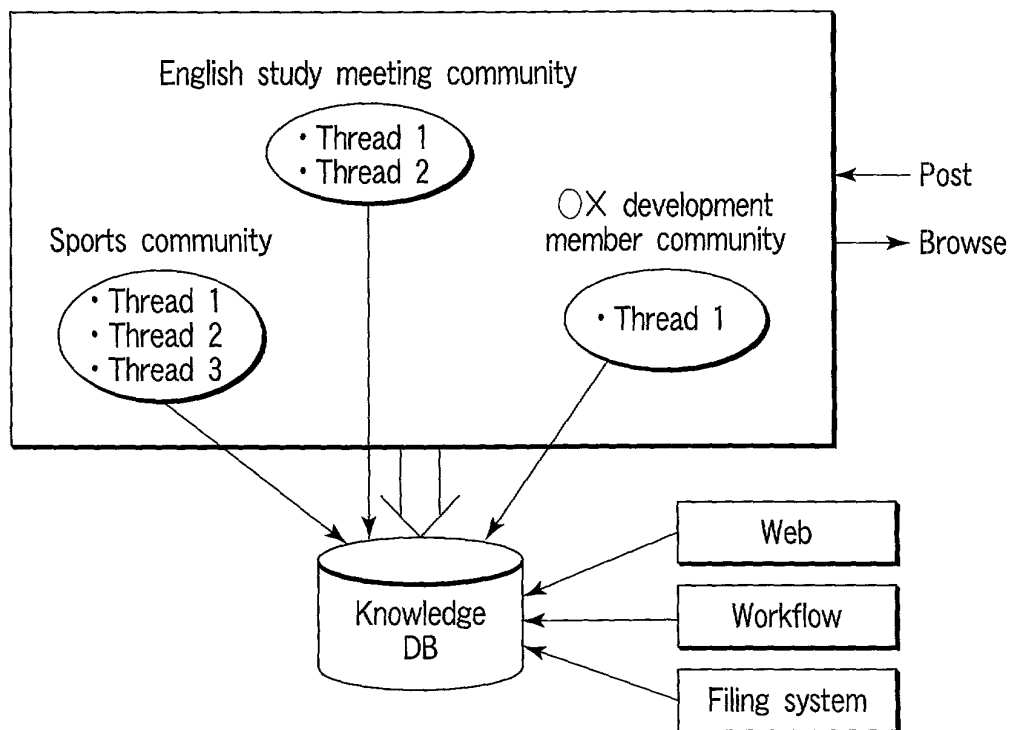 English study meeting community
・Thread 1
・Thread 2
Post
○× development
member community
Browse
Sports community
・Thread 1
・Thread 2
・Thread 3
・Thread 1
Web
Knowledge
DB
Workflow
Filing system